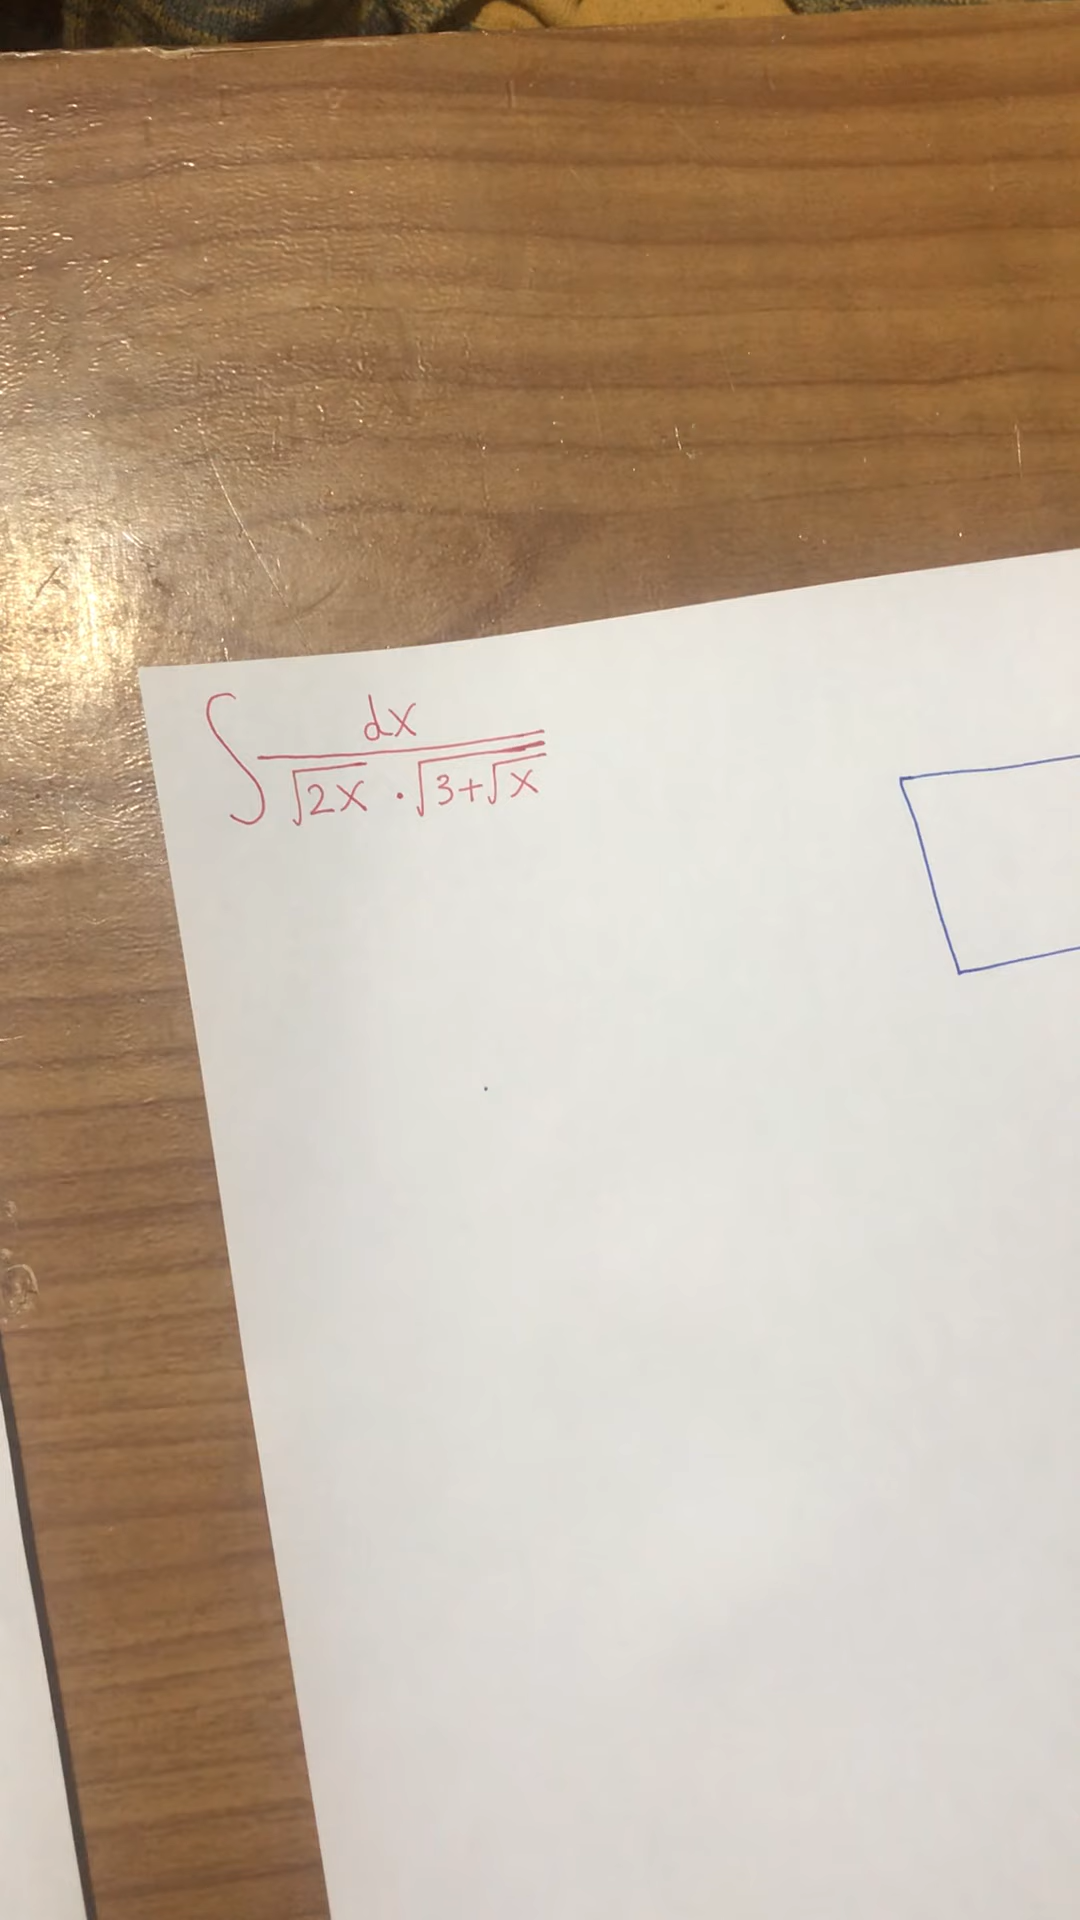 ∫ dx / (√(2x) · √(3+√x))